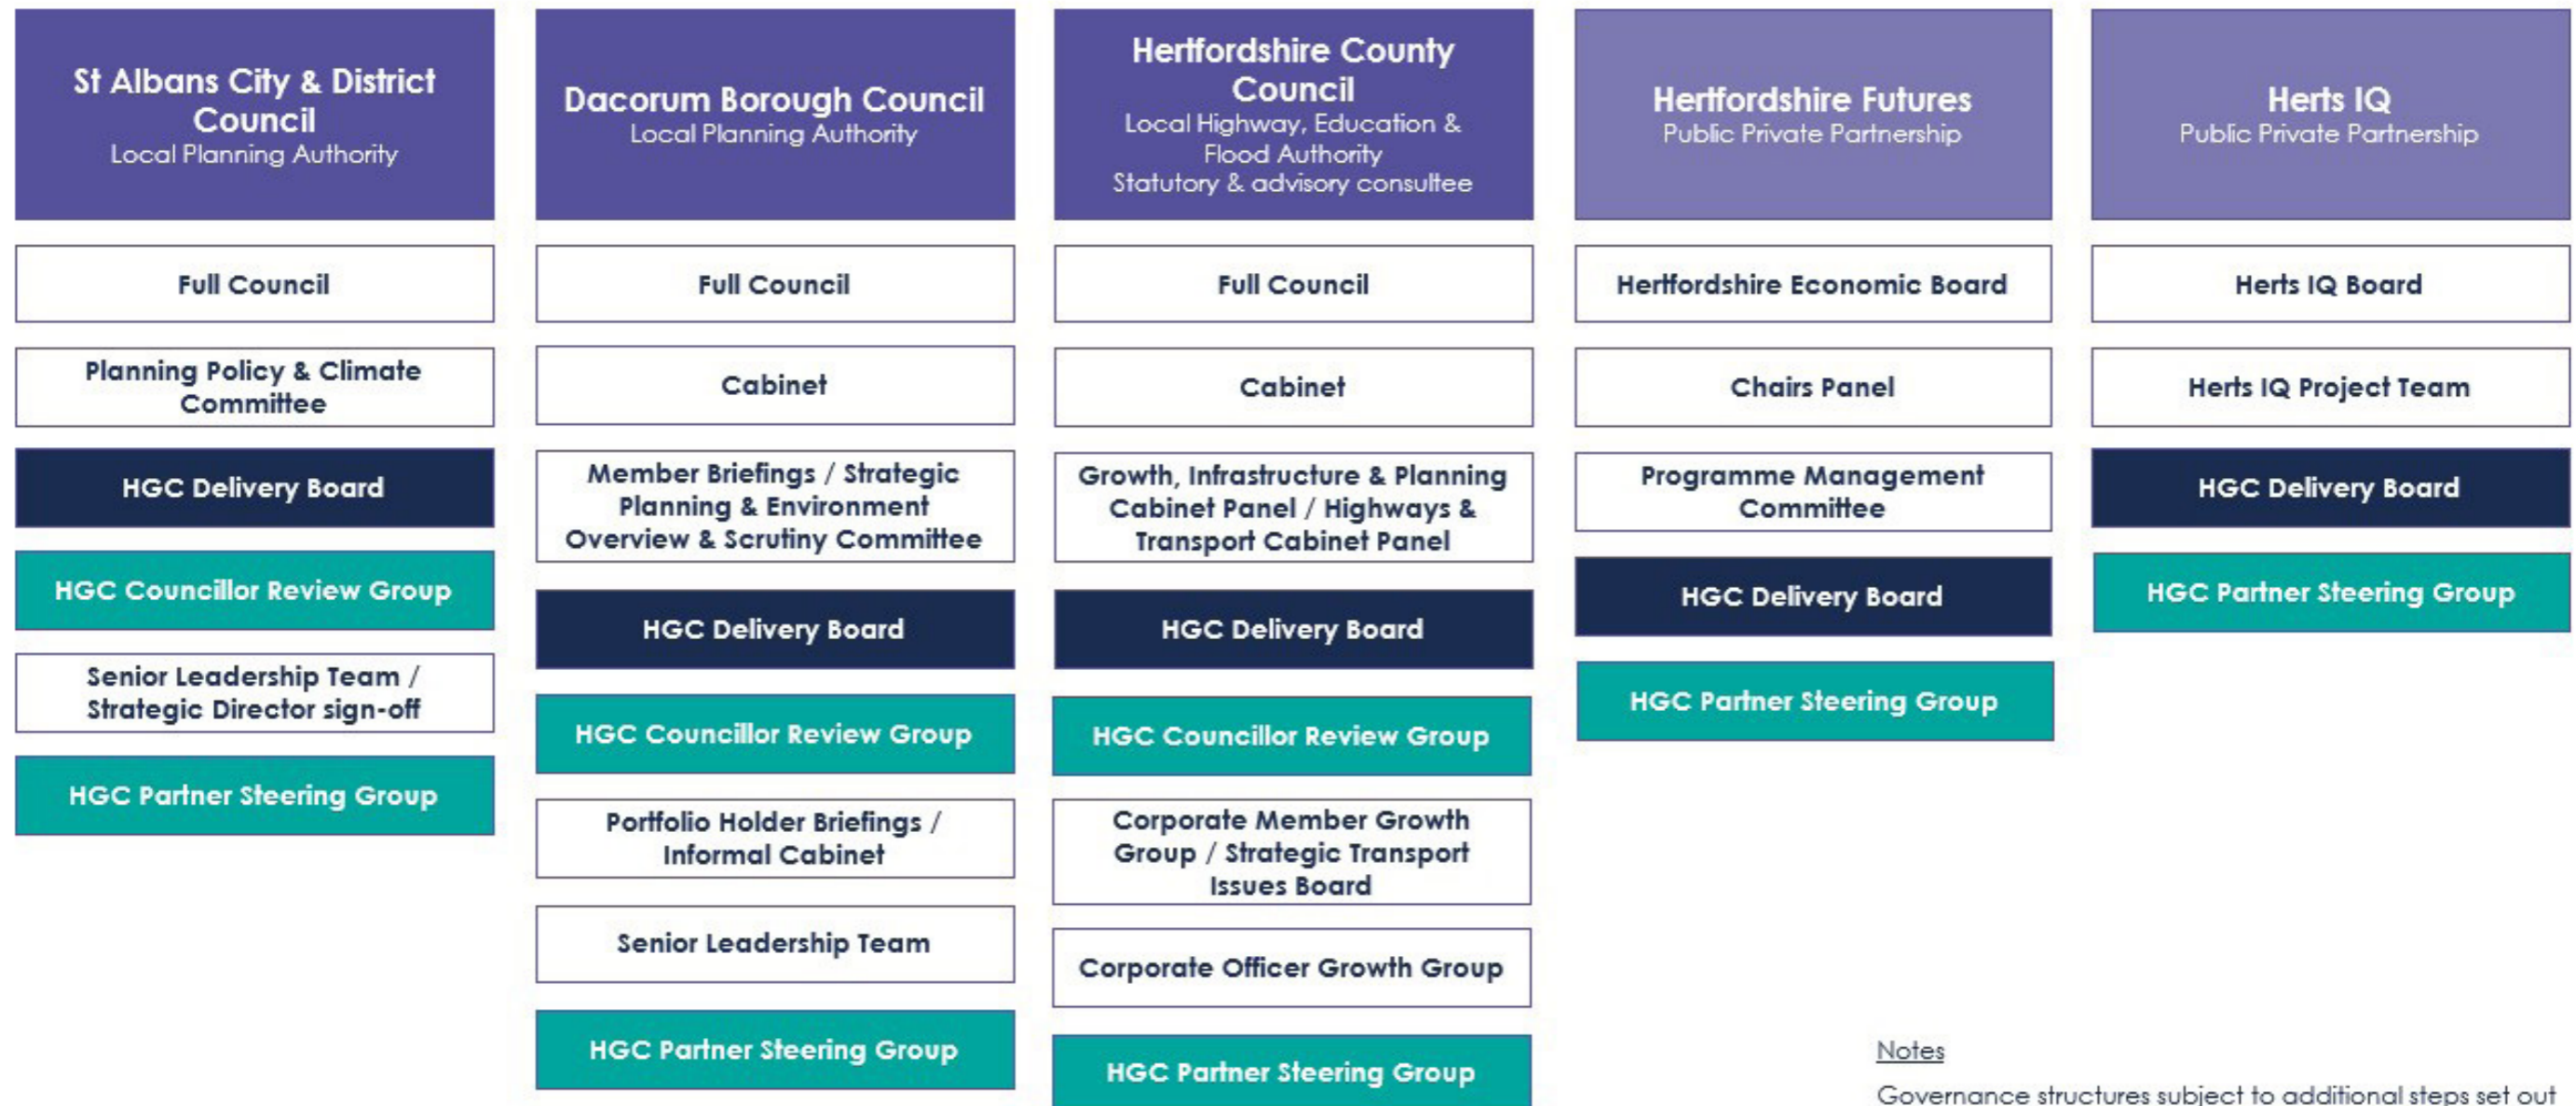 St Albans City & District
Council
Local Planning Authority
Full Council
Planning Policy & Climate
Committee
HGC Delivery Board
HGC Councillor Review Group
Senior Leadership Team /
Strategic Director sign-off
HGC Partner Steering Group
Dacorum Borough Council
Local Planning Authority
Full Council
Cabinet
Member Briefings / Strategic
Planning & Environment
Overview & Scrutiny Committee
HGC Delivery Board
HGC Councillor Review Group
Portfolio Holder Briefings /
Informal Cabinet
Senior Leadership Team
HGC Partner Steering Group
Hertfordshire County
Council
Local Highway, Education &
Flood Authority
Statutory & advisory consultee
Full Council
Cabinet
Growth, Infrastructure & Planning
Cabinet Panel / Highways &
Transport Cabinet Panel
HGC Delivery Board
HGC Councillor Review Group
Corporate Member Growth
Group / Strategic Transport
Issues Board
Corporate Officer Growth Group
HGC Partner Steering Group
Hertfordshire Futures
Public Private Partnership
Hertfordshire Economic Board
Chairs Panel
Programme Management
Committee
HGC Delivery Board
HGC Partner Steering Group
Herts IQ
Public Private Partnership
Herts IQ Board
Herts IQ Project Team
HGC Delivery Board
HGC Partner Steering Group
Notes
Governance structures subject to additional steps set out